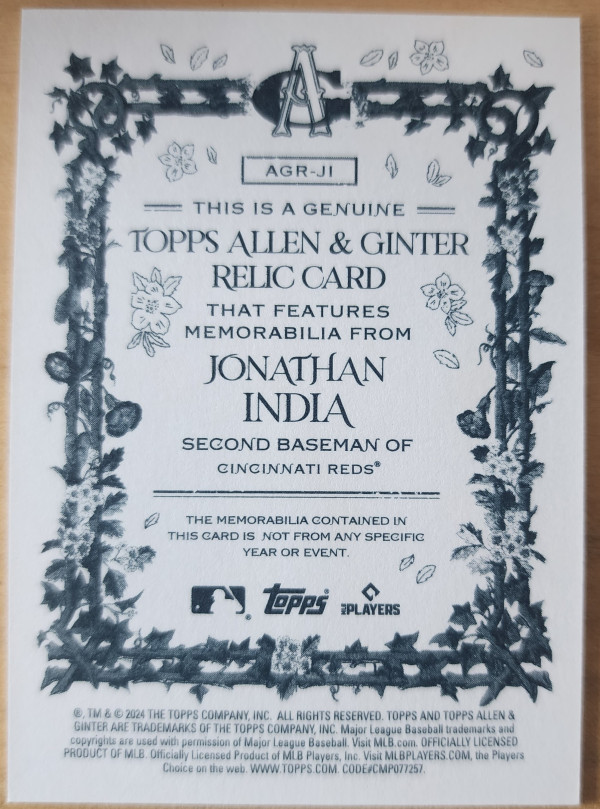 A
AGR-JI
THIS IS A GENUINE
TOPPS ALLEN & GINTER
RELIC CARD
THAT FEATURES
MEMORABILIA FROM
JONATHAN
INDIA
SECOND BASEMAN OF
CINCINNATI REDS®
THE MEMORABILIA CONTAINED IN
THIS CARD IS NOT FROM ANY SPECIFIC
YEAR OR EVENT.
® Topps® MLB PLAYERS
®, TM & © 2024 THE TOPPS COMPANY, INC. ALL RIGHTS RESERVED. TOPPS AND TOPPS ALLEN &
GINTER ARE TRADEMARKS OF THE TOPPS COMPANY, INC. Major League Baseball trademarks and
copyrights are used with permission of Major League Baseball. Visit MLB.com. OFFICIALLY LICENSED
PRODUCT OF MLB. Officially Licensed Product of MLB Players, Inc. Visit MLBPLAYERS.COM, the Players
Choice on the web. WWW.TOPPS.COM. CODE#CMP077257.